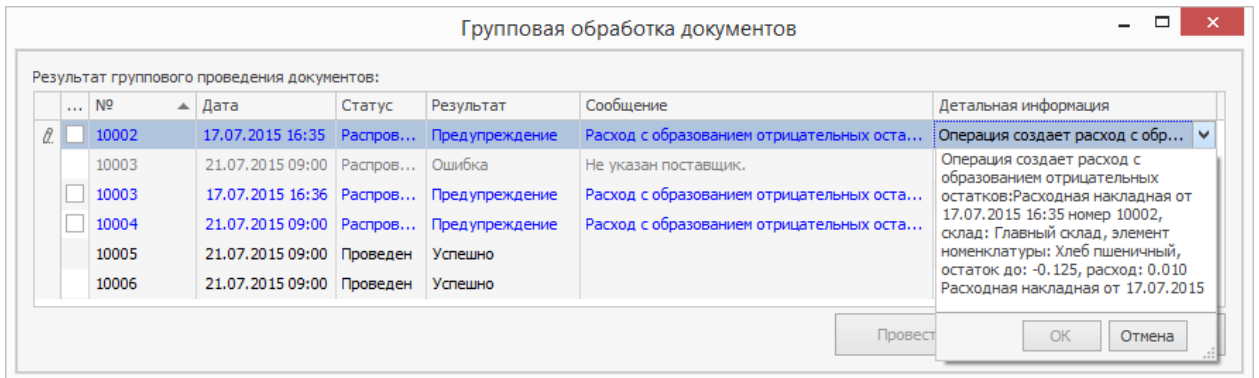 Групповая обработка документов
Результат группового проведения документов:
... № Дата Статус Результат Сообщение Детальная информация
10002 17.07.2015 16:35 Распров... Предупреждение Расход с образованием отрицательных оста... Операция создает расход с обр...
10003 21.07.2015 09:00 Распров... Ошибка Не указан поставщик.
10003 17.07.2015 16:36 Распров... Предупреждение Расход с образованием отрицательных оста...
10004 21.07.2015 09:00 Распров... Предупреждение Расход с образованием отрицательных оста...
10005 21.07.2015 09:00 Проведен Успешно
10006 21.07.2015 09:00 Проведен Успешно
Операция создает расход с
образованием отрицательных
остатков:Расходная накладная от
17.07.2015 16:35 номер 10002,
склад: Главный склад, элемент
номенклатуры: Хлеб пшеничный,
остаток до: -0.125, расход: 0.010
Расходная накладная от 17.07.2015
Провест
OK Отмена